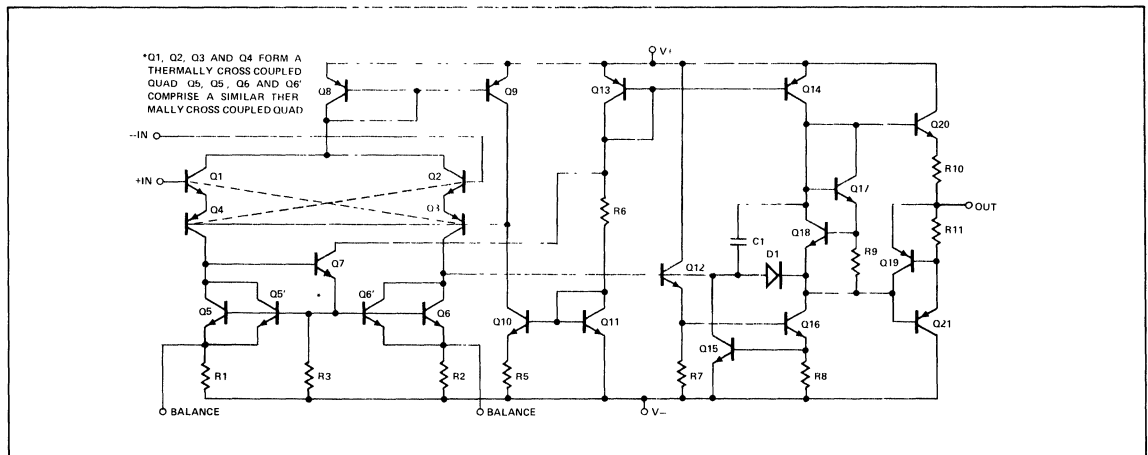 *Q1, Q2, Q3 AND Q4 FORM A
THERMALLY CROSS COUPLED
QUAD Q5, Q5, Q6 AND Q6'
COMPRISE A SIMILAR THER
MALLY CROSS COUPLED QUAD
V+
Q8
Q9
Q13
Q14
Q20
--IN
+IN
Q1
Q2
Q4
Q3
Q17
R10
R6
OUT
C1
Q18
R11
Q7
D1
R9
Q19
Q12
Q5
Q5'
Q6'
Q6
Q10
Q11
Q16
Q21
Q15
R1
R3
R2
R5
R7
R8
BALANCE
BALANCE
V–